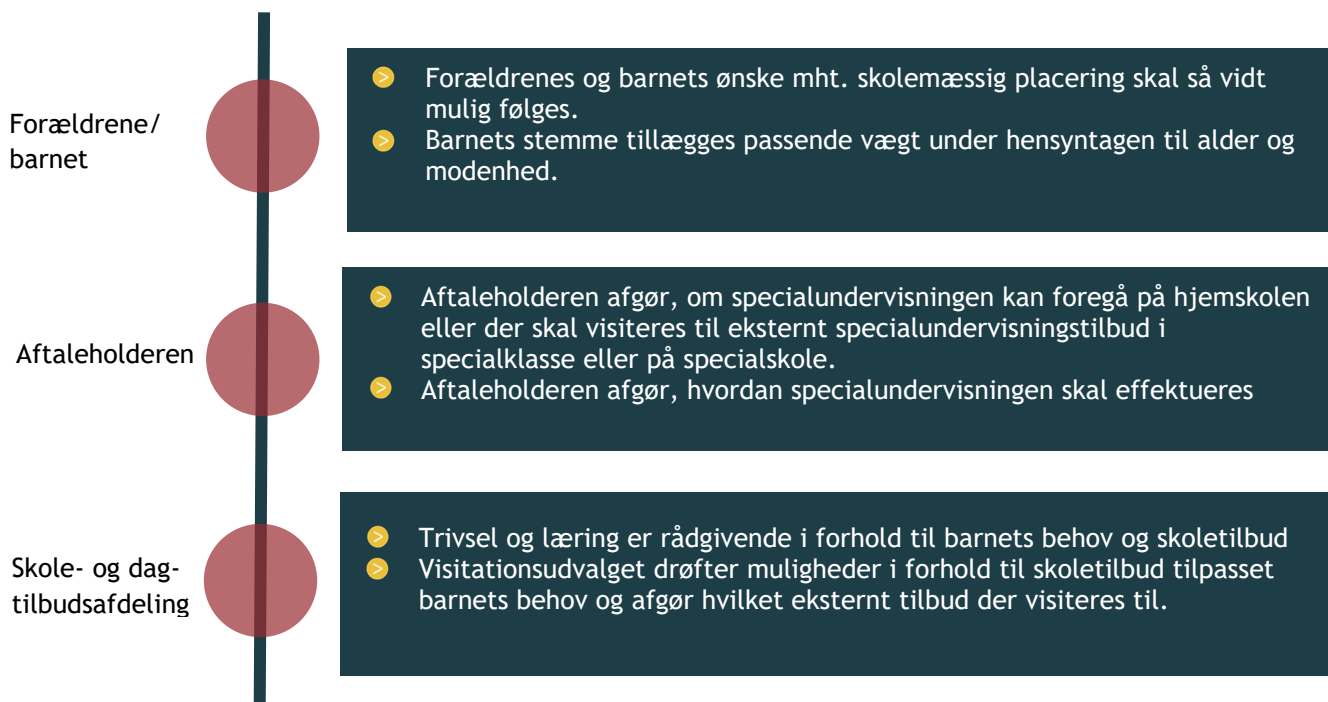 Forældrene/
barnet
Forældrenes og barnets ønske mht. skolemæssig placering skal så vidt
mulig følges.
Barnets stemme tillægges passende vægt under hensyntagen til alder og
modenhed.
Aftaleholderen
Aftaleholderen afgør, om specialundervisningen kan foregå på hjemskolen
eller der skal visiteres til eksternt specialundervisningstilbud i
specialklasse eller på specialskole.
Aftaleholderen afgør, hvordan specialundervisningen skal effektueres
Skole- og dag-
tilbudsafdeling
Trivsel og læring er rådgivende i forhold til barnets behov og skoletilbud
Visitationsudvalget drøfter muligheder i forhold til skoletilbud tilpasset
barnets behov og afgør hvilket eksternt tilbud der visiteres til.